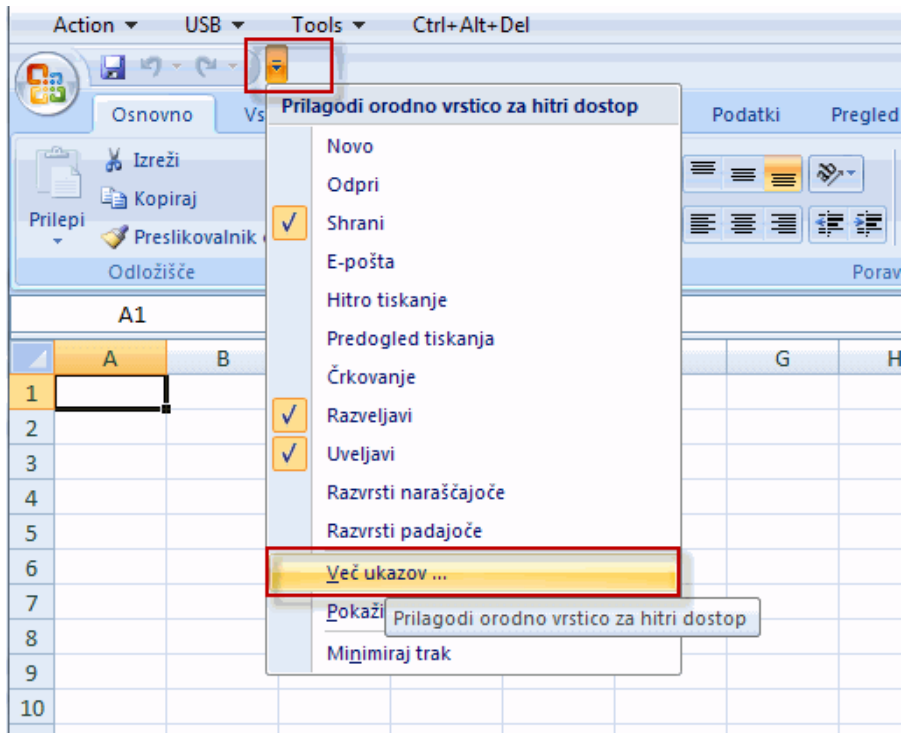 Action USB Tools Ctrl+Alt+Del
Prilagodi orodno vrstico za hitri dostop
Osnovno Vs Podatki Pregled
Izreži
Kopiraj
Preslikovalnik
Prilepi
Odložišče Porav
Novo
Odpri
Shrani
E-pošta
Hitro tiskanje
Predogled tiskanja
Črkovanje
Razveljavi
Uveljavi
Razvrsti naraščajoče
Razvrsti padajoče
Več ukazov ...
Pokaži
Prilagodi orodno vrstico za hitri dostop
Minimiraj trak
A1
A B G H
1
2
3
4
5
6
7
8
9
10